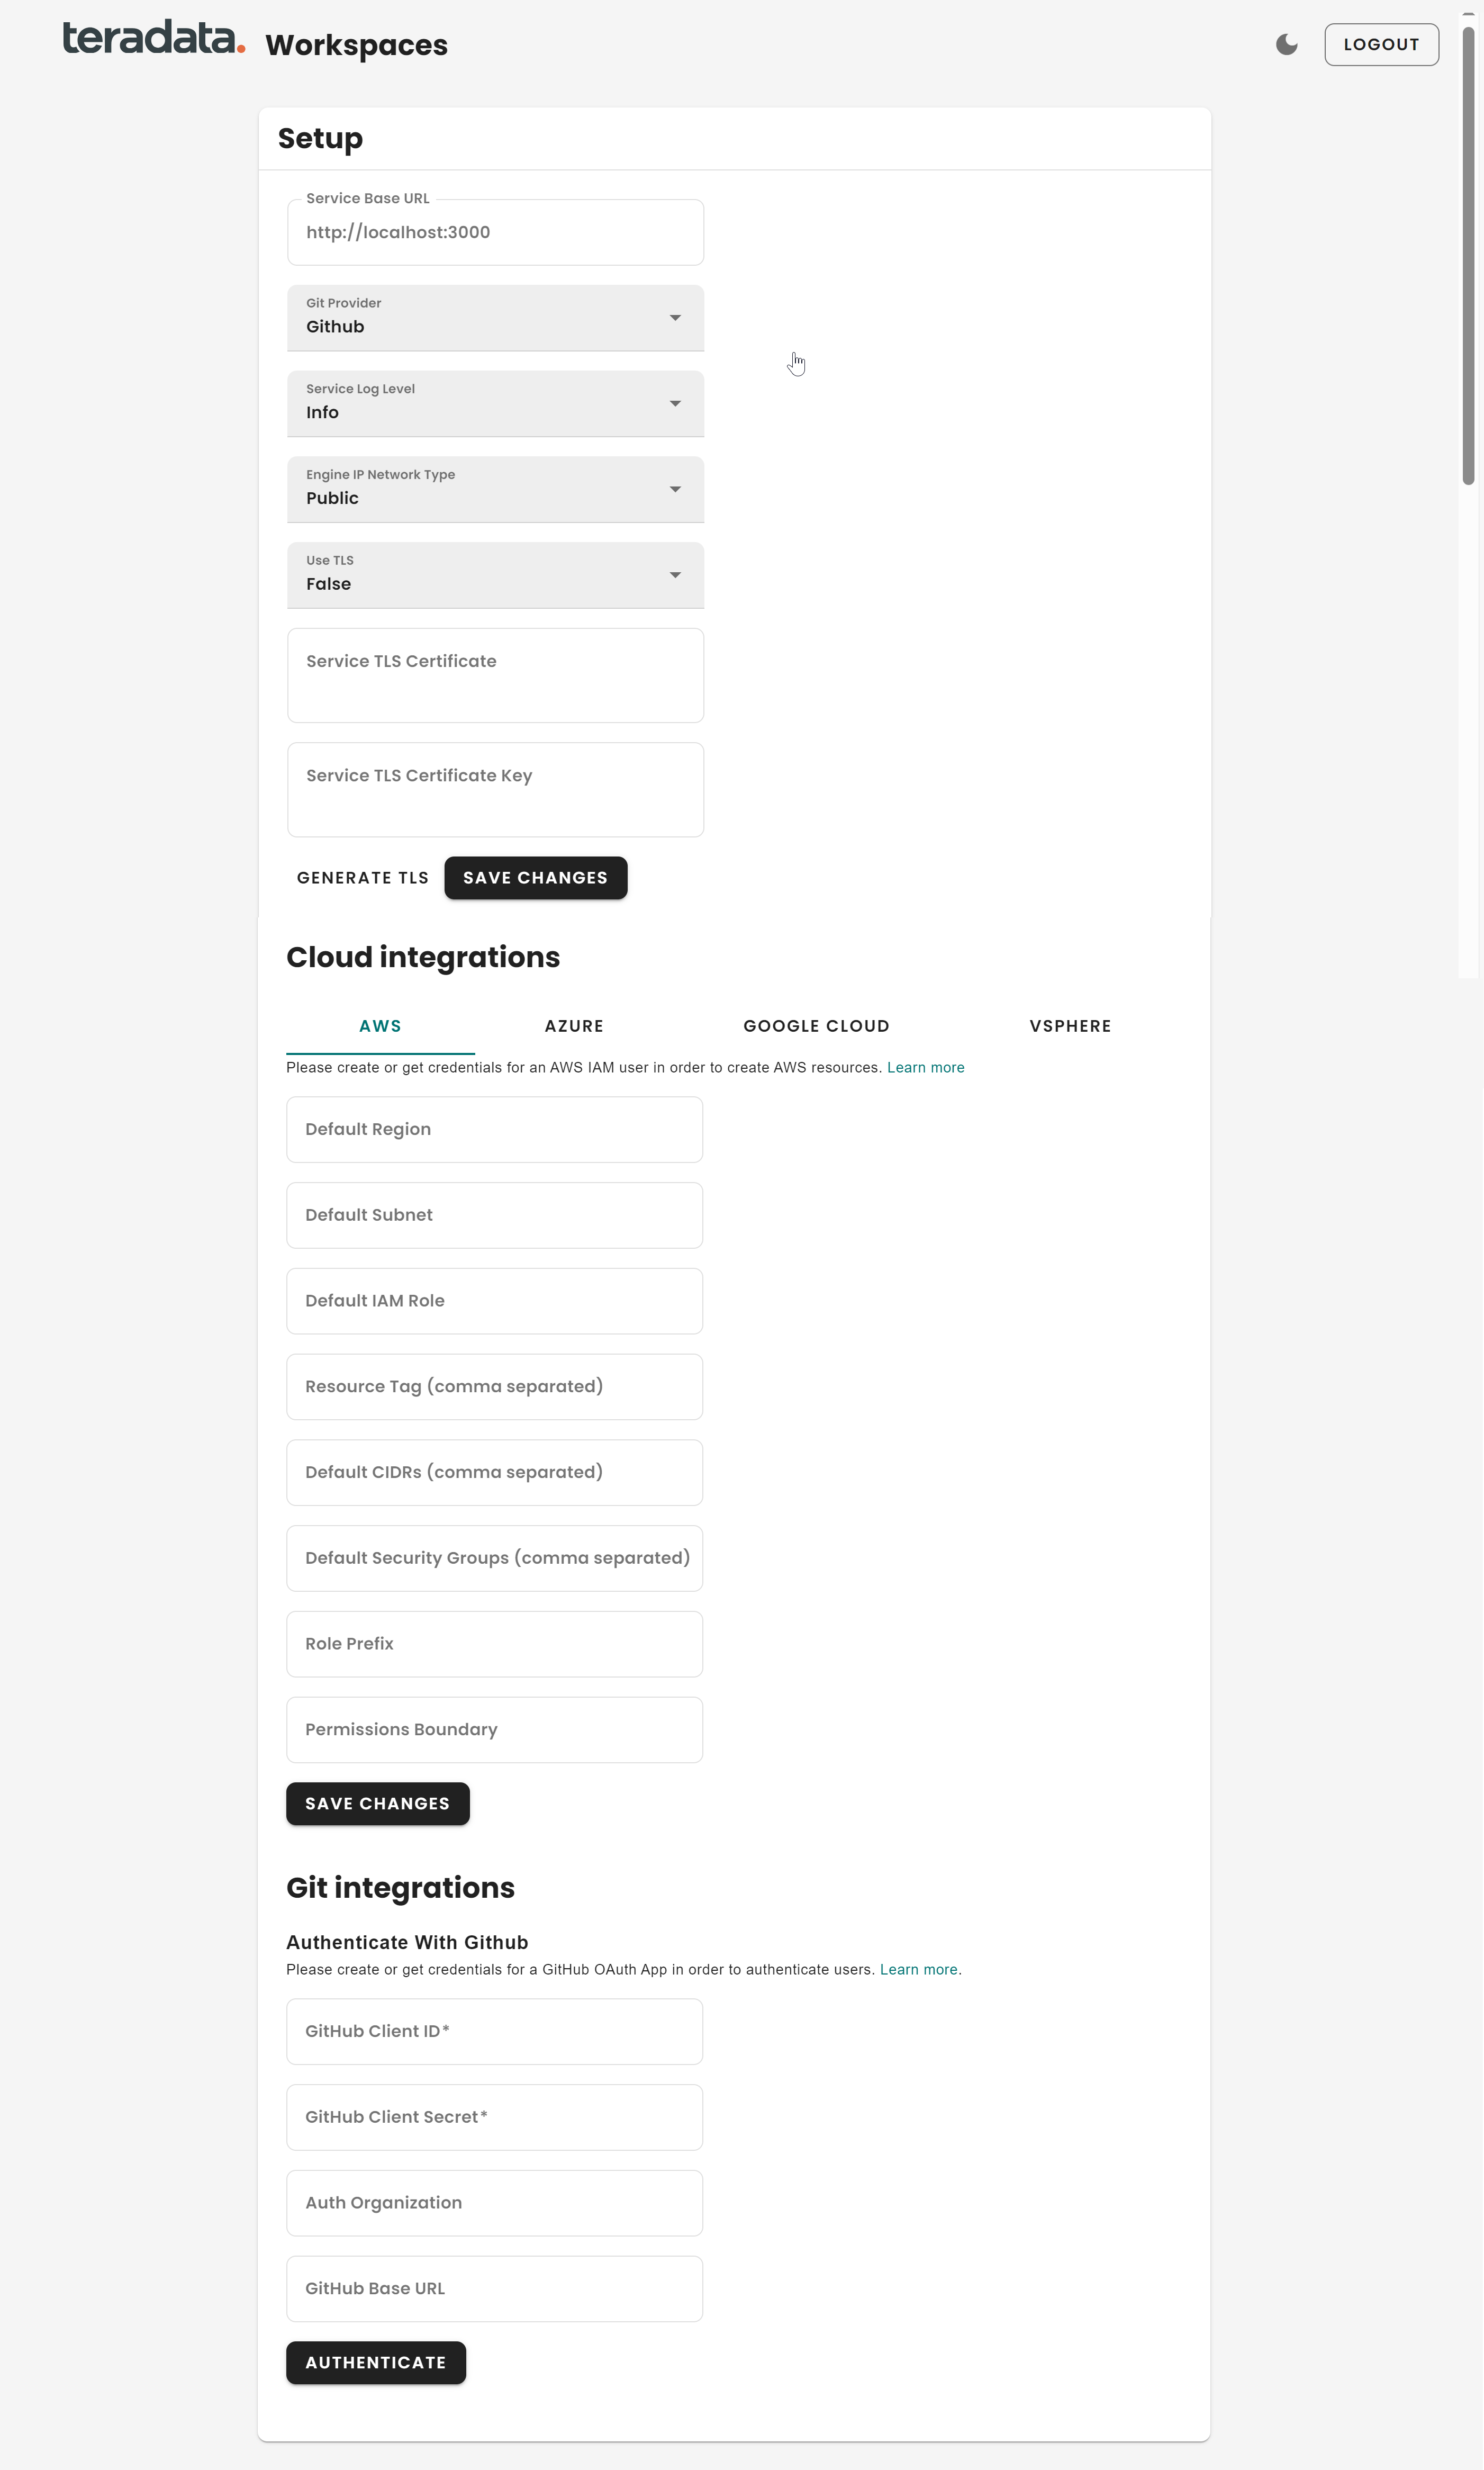 teradata. Workspaces
LOGOUT
Setup
Service Base URL
http://localhost:3000
Git Provider
Github
Service Log Level
Info
Engine IP Network Type
Public
Use TLS
False
Service TLS Certificate
Service TLS Certificate Key
GENERATE TLS SAVE CHANGES
Cloud integrations
AWS AZURE GOOGLE CLOUD VSPHERE
Please create or get credentials for an AWS IAM user in order to create AWS resources. Learn more
Default Region
Default Subnet
Default IAM Role
Resource Tag (comma separated)
Default CIDRs (comma separated)
Default Security Groups (comma separated)
Role Prefix
Permissions Boundary
SAVE CHANGES
Git integrations
Authenticate With Github
Please create or get credentials for a GitHub OAuth App in order to authenticate users. Learn more.
GitHub Client ID*
GitHub Client Secret*
Auth Organization
GitHub Base URL
AUTHENTICATE